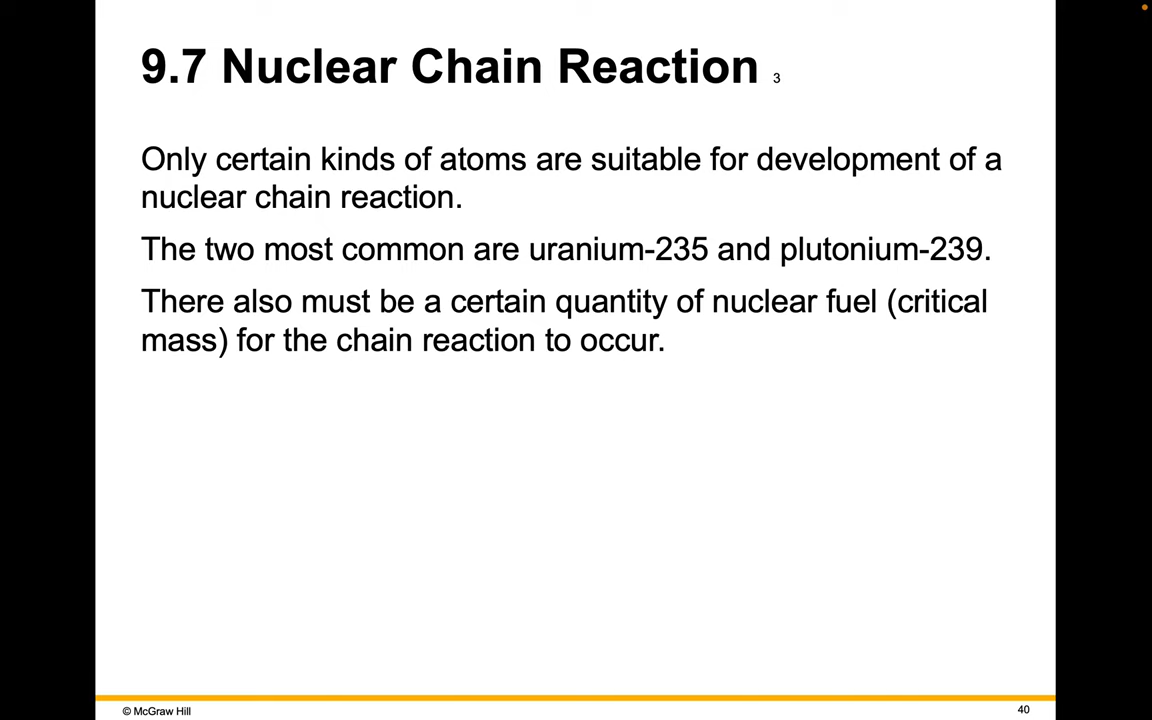 9.7 Nuclear Chain Reaction 3
Only certain kinds of atoms are suitable for development of a
nuclear chain reaction.
The two most common are uranium-235 and plutonium-239.
There also must be a certain quantity of nuclear fuel (critical
mass) for the chain reaction to occur.
© McGraw Hill
40